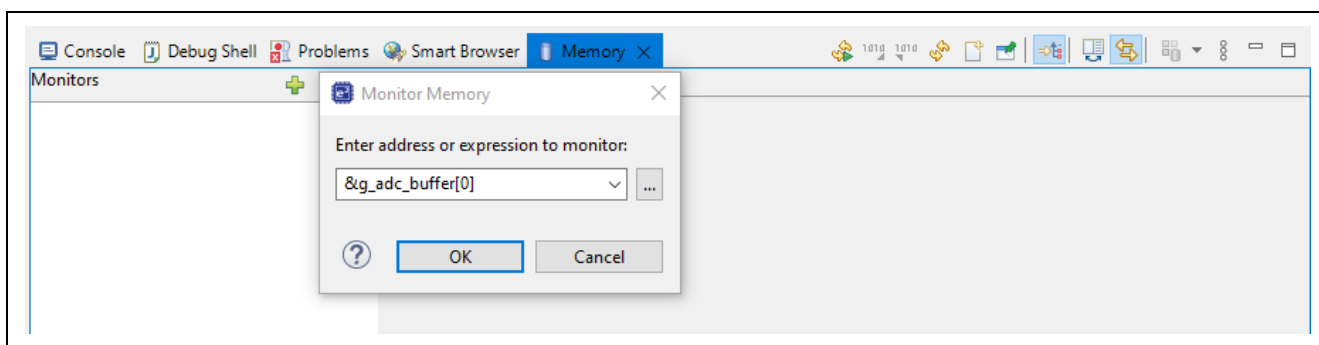 Console Debug Shell Problems Smart Browser Memory
Monitors
Monitor Memory
Enter address or expression to monitor:
&g_adc_buffer[0]
...
OK Cancel